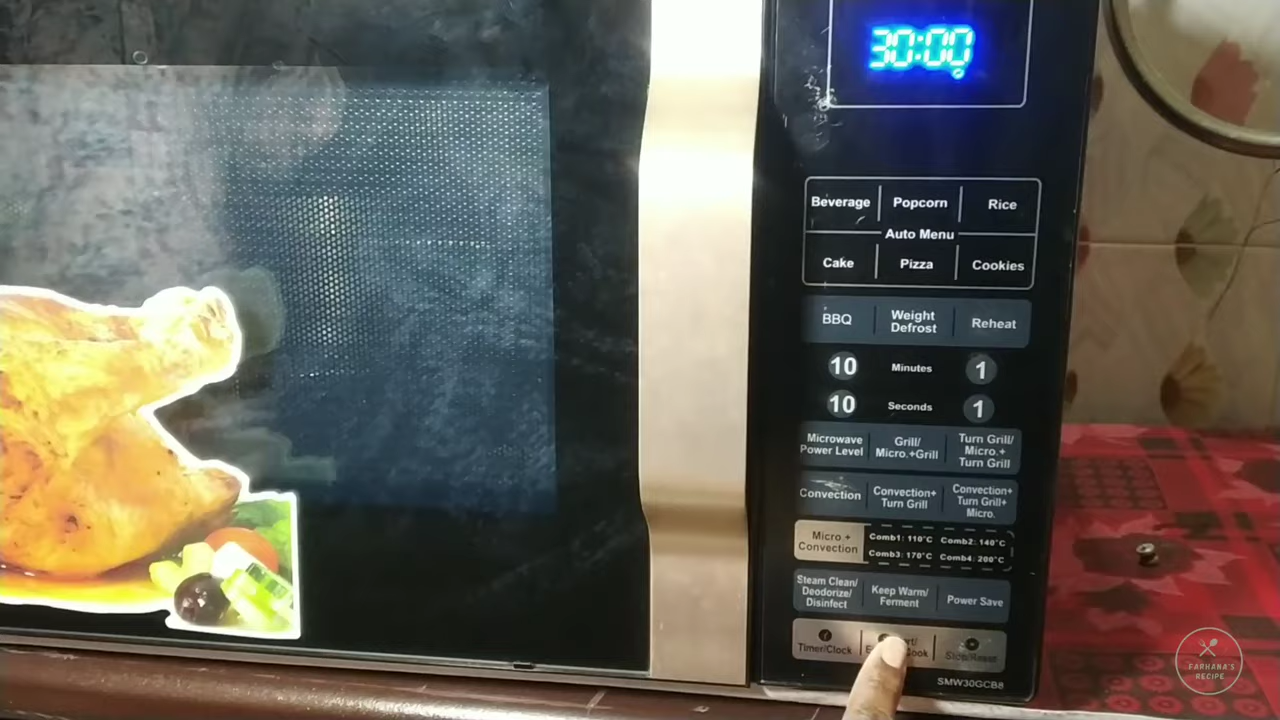 30:00
Beverage Popcorn Rice
Auto Menu
Cake Pizza Cookies
BBQ Weight Defrost Reheat
10 Minutes 1
10 Seconds 1
Microwave Power Level Grill/ Micro.+Grill Turn Grill/ Micro.+ Turn Grill
Convection Convection+ Turn Grill Convection+ Turn Grill+ Micro.
Micro.+ Convection
Comb1: 110°C Comb2: 140°C
Comb3: 170°C Comb4: 200°C
Steam Clean/ Deodorize/ Disinfect Keep Warm/ Ferment Power Save
Timer/Clock Stop/Reset
SMW30GCB8
FARHANA'S
RECIPE